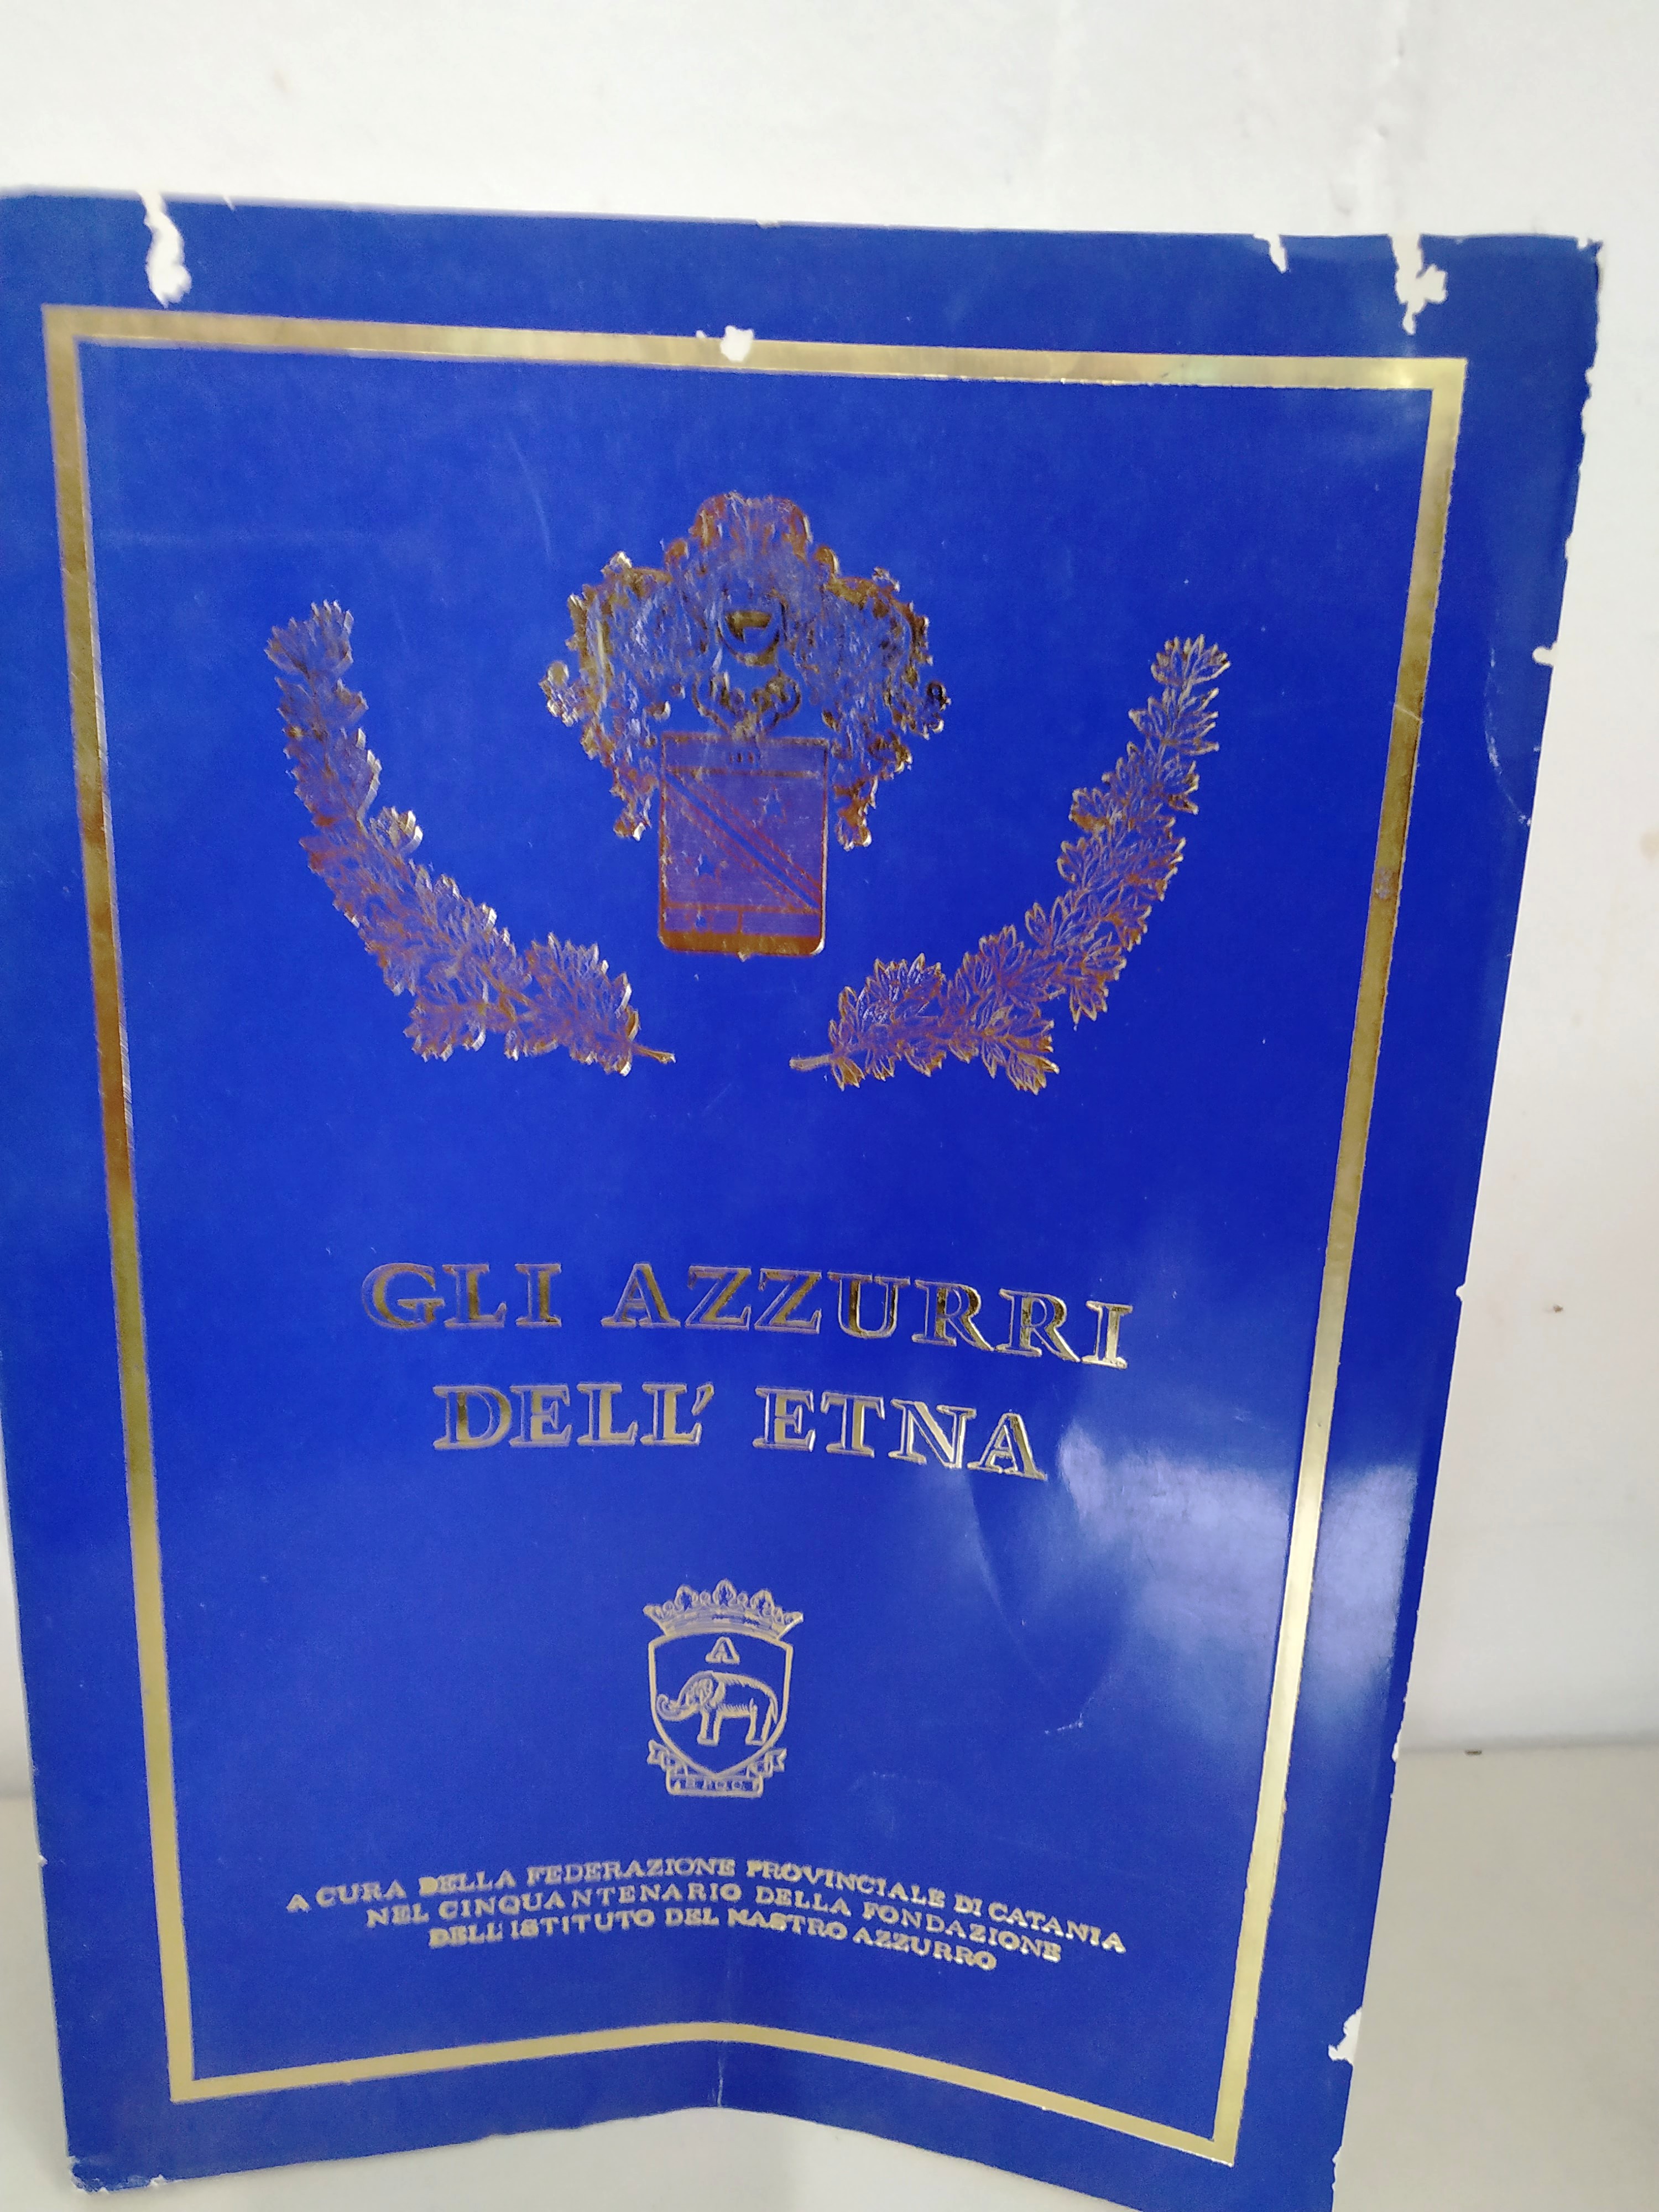 GLI AZZURRI
DELL' ETNA
A
A CURA DELLA FEDERAZIONE PROVINCIALE DI CATANIA
NEL CINQUANTENARIO DELLA FONDAZIONE
DELL'ISTITUTO DEL NASTRO AZZURRO